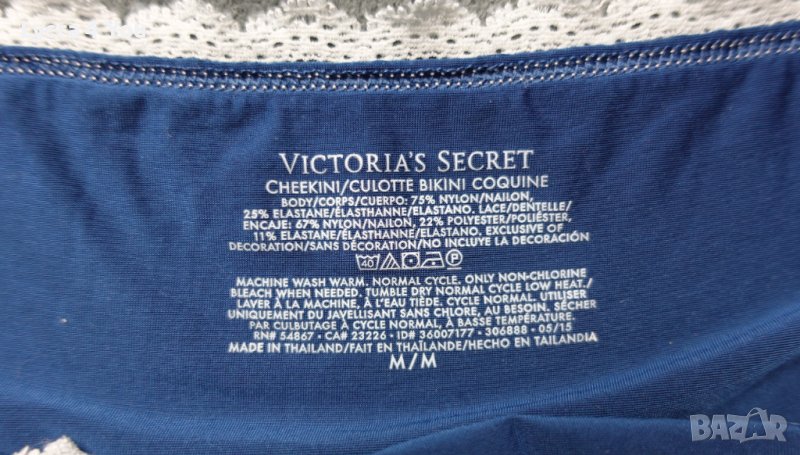 VICTORIA'S SECRET
CHEEKINI/CULOTTE BIKINI COQUINE
BODY/CORPS/CUERPO: 75% NYLON/NAILON,
25% ELASTANE/ÉLASTHANNE/ELASTANO. LACE/DENTELLE/
ENCAJE: 67% NYLON/NAILON, 22% POLYESTER/POLIÉSTER,
11% ELASTANE/ÉLASTHANNE/ELASTANO. EXCLUSIVE OF
DECORATION/SANS DÉCORATION/NO INCLUYE LA DECORACIÓN
40 P
MACHINE WASH WARM. NORMAL CYCLE. ONLY NON-CHLORINE
BLEACH WHEN NEEDED. TUMBLE DRY NORMAL CYCLE LOW HEAT./
LAVER À LA MACHINE, À L'EAU TIÈDE. CYCLE NORMAL. UTILISER
UNIQUEMENT DU JAVELLISANT SANS CHLORE, AU BESOIN. SÉCHER
PAR CULBUTAGE À CYCLE NORMAL, À BASSE TEMPÉRATURE.
RN# 54867 • CA# 23226 • ID# 36007177 • 306888 • 05/15
MADE IN THAILAND/FAIT EN THAÏLANDE/HECHO EN TAILANDIA
M/M
BAZAR